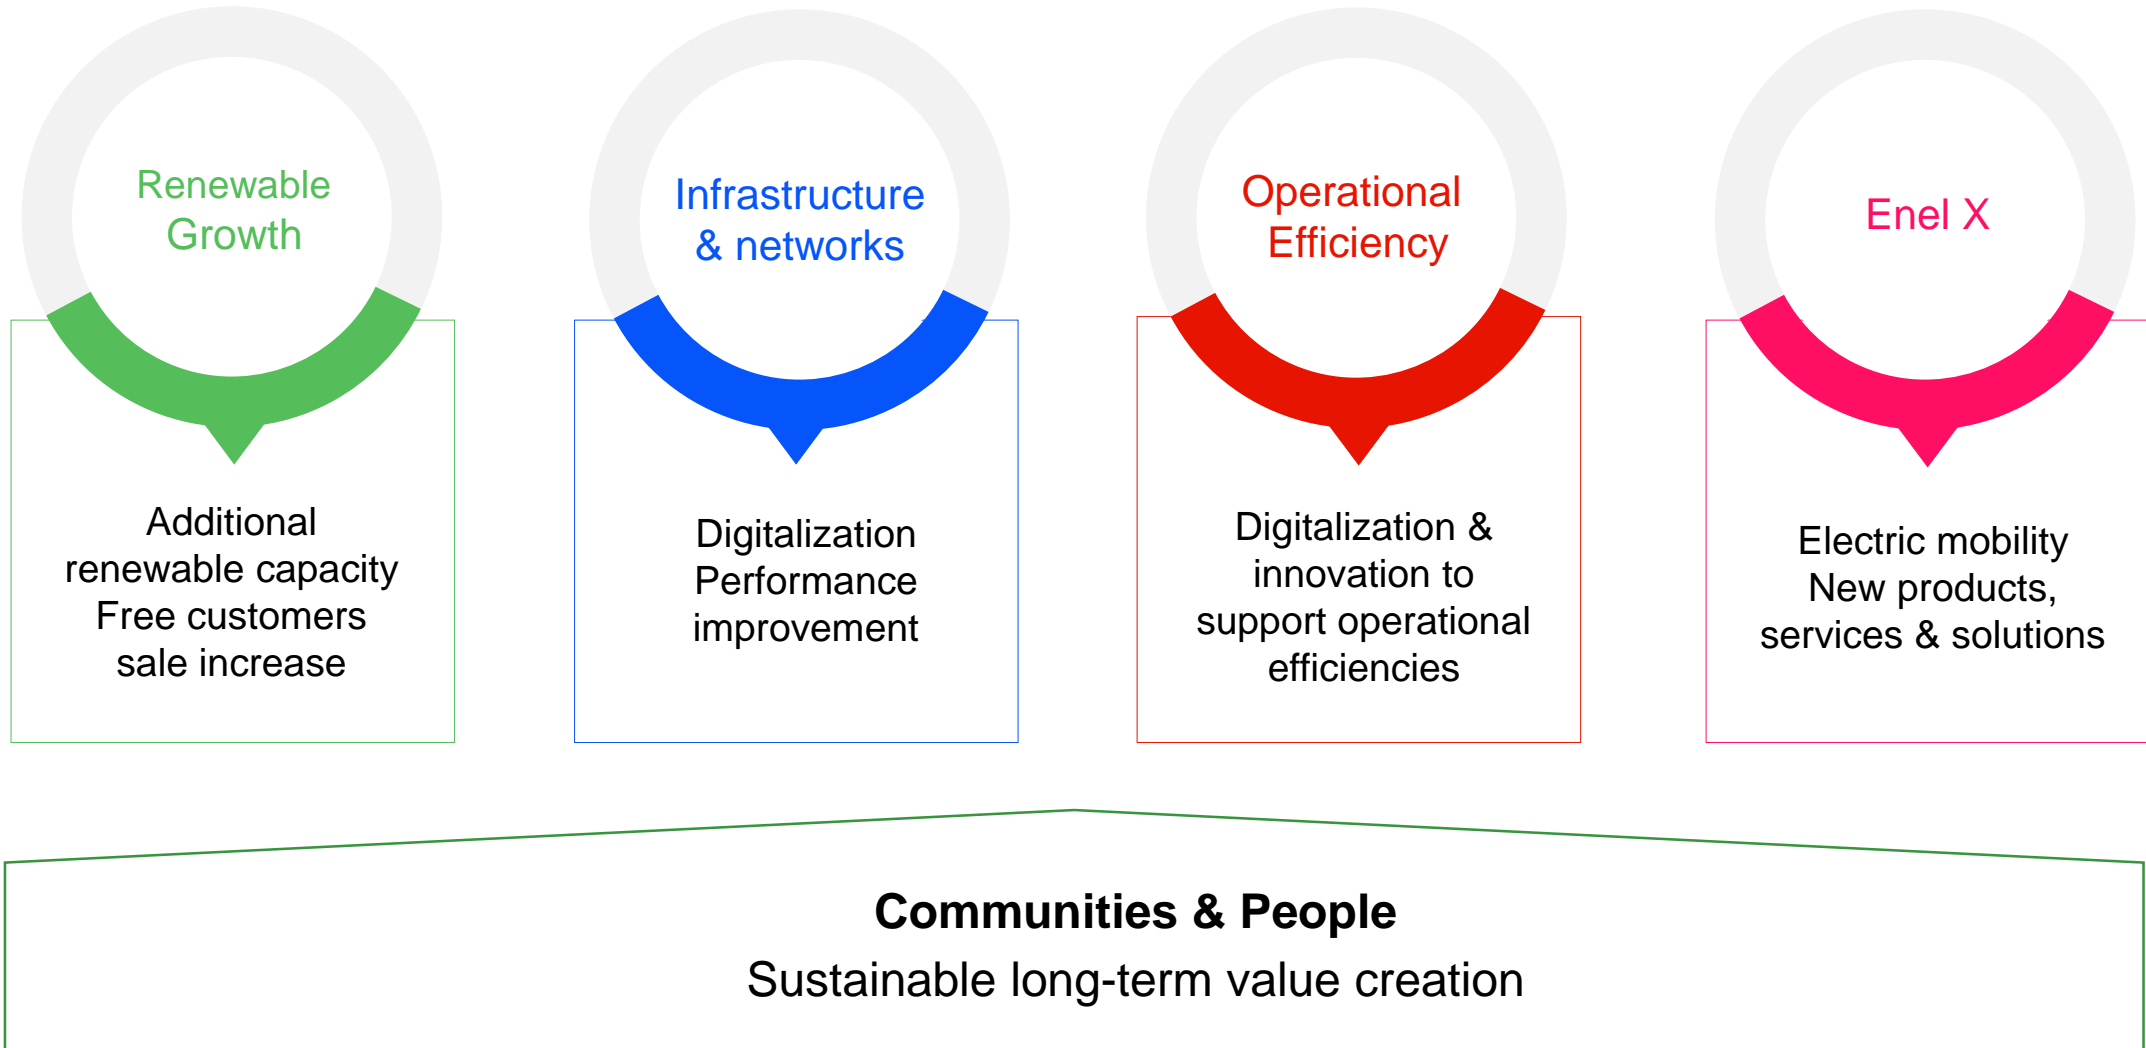 Renewable
Growth
Infrastructure
& networks
Operational
Efficiency
Enel X
Additional
renewable capacity
Free customers
sale increase
Digitalization
Performance
improvement
Digitalization &
innovation to
support operational
efficiencies
Electric mobility
New products,
services & solutions
Communities & People
Sustainable long-term value creation